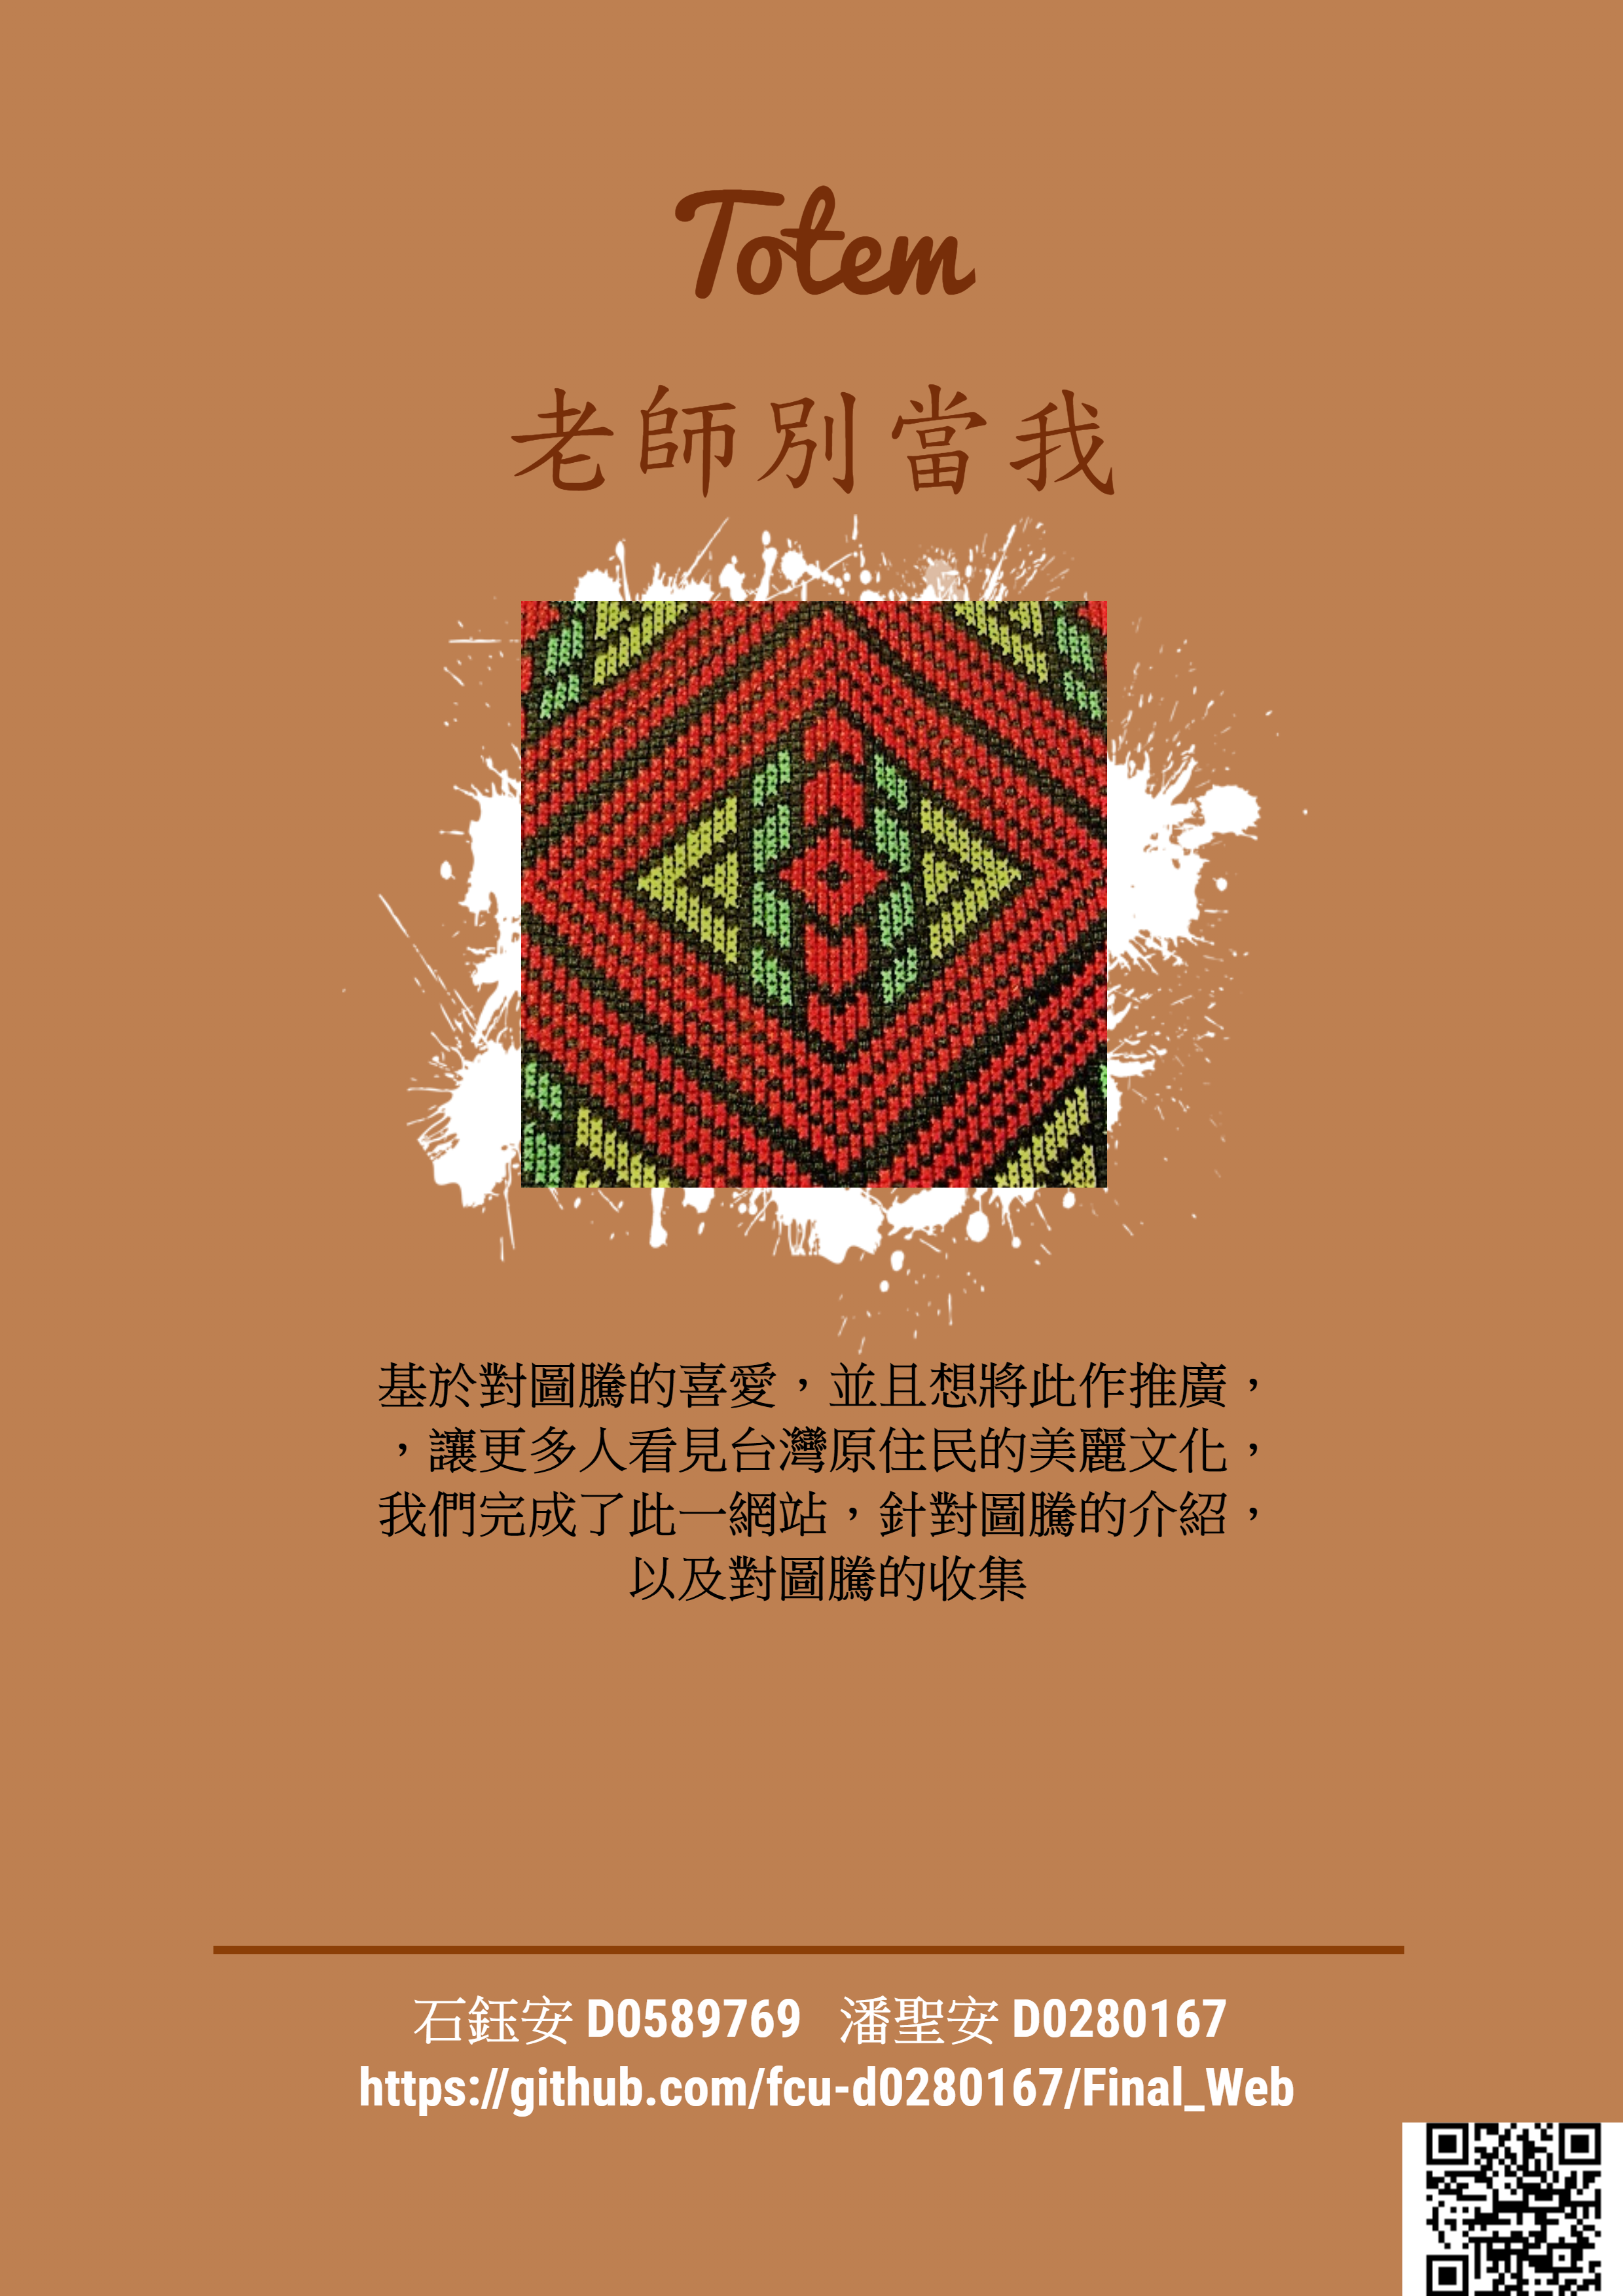 Totem
老師別當我
基於對圖騰的喜愛，並且想將此作推廣，
，讓更多人看見台灣原住民的美麗文化，
我們完成了此一網站，針對圖騰的介紹，
以及對圖騰的收集
石鈺安 D0589769 潘聖安 D0280167
https://github.com/fcu-d0280167/Final_Web